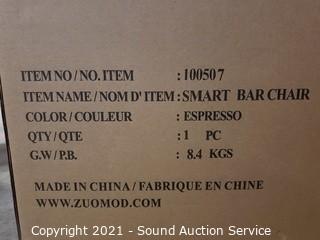 ITEM NO / NO. ITEM : 100507
ITEM NAME / NOM D' ITEM : SMART BAR CHAIR
COLOR / COULEUR : ESPRESSO
QTY / QTE : 1 PC
G.W / P.B. : 8.4 KGS
MADE IN CHINA / FABRIQUE EN CHINE
WWW.ZUOMOD.COM
Copyright 2021 - Sound Auction Service